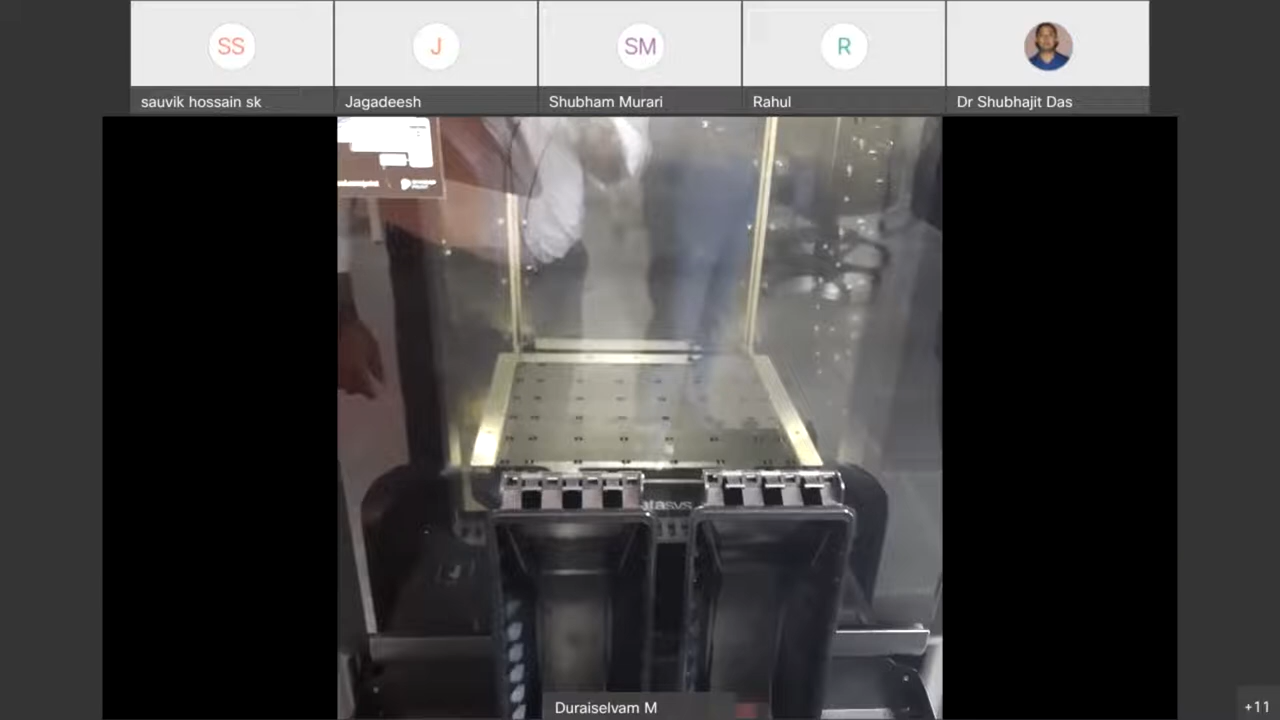 SS
J
SM
R
sauvik hossain sk
Jagadeesh
Shubham Murari
Rahul
Dr Shubhajit Das
Duraiselvam M
+11